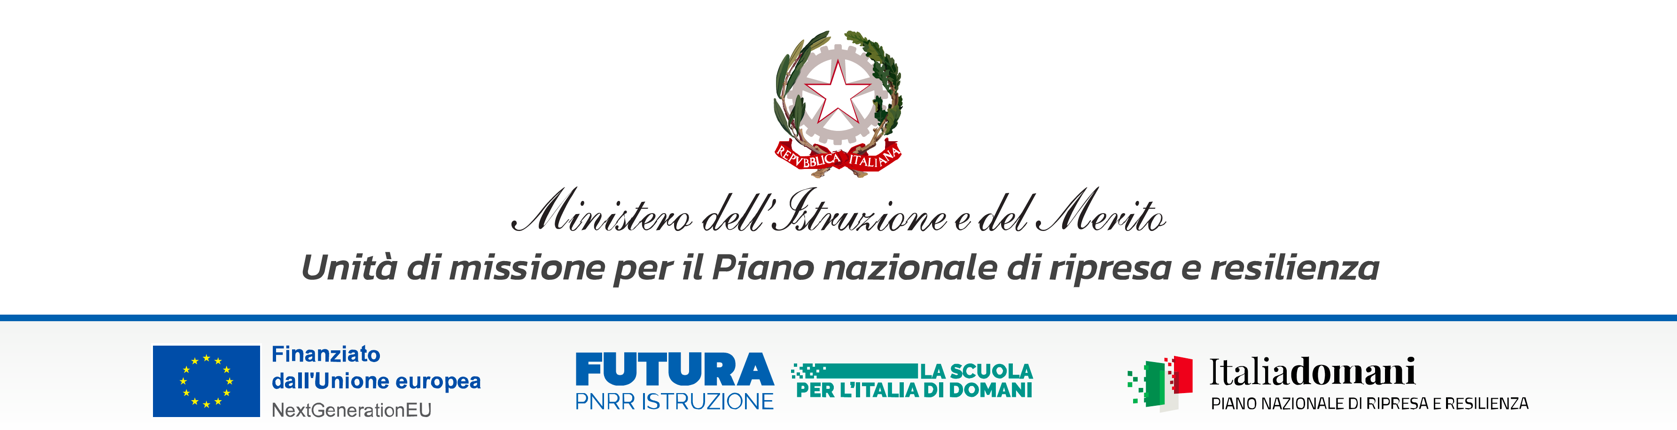 REPVBBLICA ITALIANA
Ministero dell'Istruzione e del Merito
Unità di missione per il Piano nazionale di ripresa e resilienza
Finanziato
dall'Unione europea
NextGenerationEU
FUTURA
PNRR ISTRUZIONE
LA SCUOLA
PER L'ITALIA DI DOMANI
Italiadomani
PIANO NAZIONALE DI RIPRESA E RESILIENZA